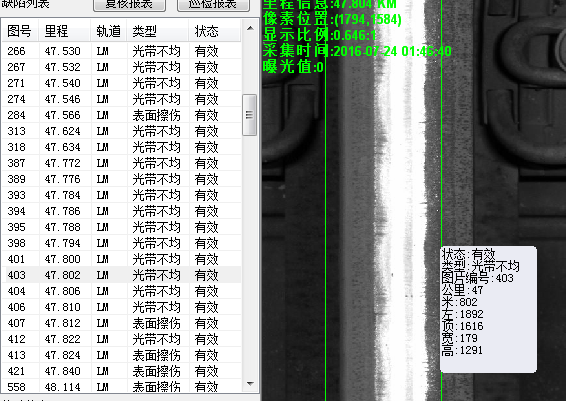 缺陷列表 复核报表 巡检报表
图号 里程 轨道 类型 状态
266 47.530 LM 光带不均 有效
267 47.532 LM 光带不均 有效
271 47.540 LM 光带不均 有效
274 47.546 LM 光带不均 有效
284 47.566 LM 表面擦伤 有效
313 47.624 LM 光带不均 有效
318 47.634 LM 光带不均 有效
387 47.772 LM 光带不均 有效
389 47.776 LM 光带不均 有效
393 47.784 LM 光带不均 有效
394 47.786 LM 光带不均 有效
395 47.788 LM 光带不均 有效
398 47.794 LM 光带不均 有效
401 47.800 LM 光带不均 有效
403 47.802 LM 光带不均 有效
404 47.806 LM 光带不均 有效
406 47.810 LM 光带不均 有效
407 47.812 LM 表面擦伤 有效
412 47.822 LM 光带不均 有效
413 47.824 LM 表面擦伤 有效
421 47.840 LM 表面擦伤 有效
558 48.114 LM 表面擦伤 有效
里程信息:47.804 KM
像素位置:(1794,1584)
显示比例:0.646:1
采集时间:2016-03-24 01:46:40
曝光值:0
状态:有效
类型:光带不均
图片编号:403
公里:47
米:802
左:1892
顶:1616
宽:179
高:1291